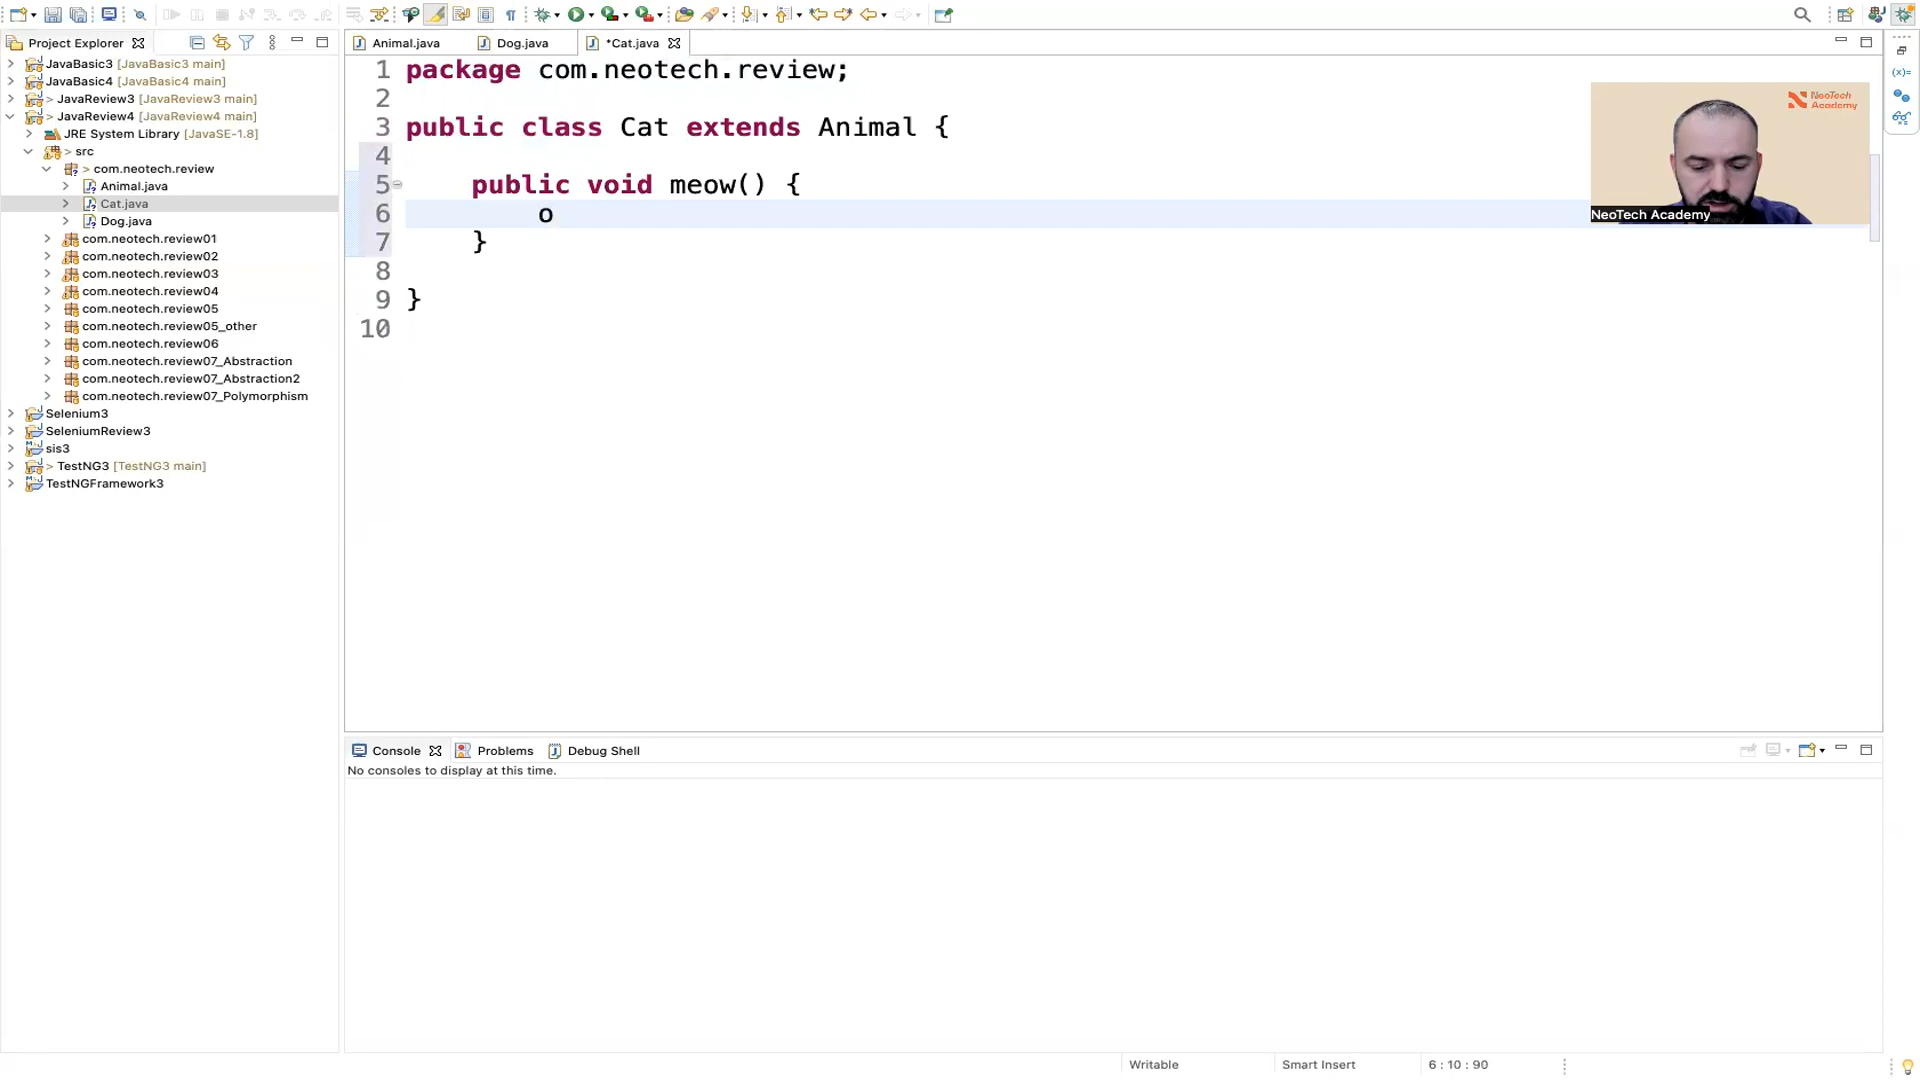 Project Explorer
Animal.java
Dog.java
*Cat.java
JavaBasic3 [JavaBasic3 main]
JavaBasic4 [JavaBasic4 main]
> JavaReview3 [JavaReview3 main]
> JavaReview4 [JavaReview4 main]
JRE System Library [JavaSE-1.8]
> src
> com.neotech.review
Animal.java
Cat.java
Dog.java
com.neotech.review01
com.neotech.review02
com.neotech.review03
com.neotech.review04
com.neotech.review05
com.neotech.review05_other
com.neotech.review06
com.neotech.review07_Abstraction
com.neotech.review07_Abstraction2
com.neotech.review07_Polymorphism
Selenium3
SeleniumReview3
sis3
> TestNG3 [TestNG3 main]
TestNGFramework3
1 package com.neotech.review;
2
3 public class Cat extends Animal {
4
5 public void meow() {
6 o
7 }
8
9 }
10
NeoTech
Academy
NeoTech Academy
Console
Problems
Debug Shell
No consoles to display at this time.
Writable
Smart Insert
6 : 10 : 90